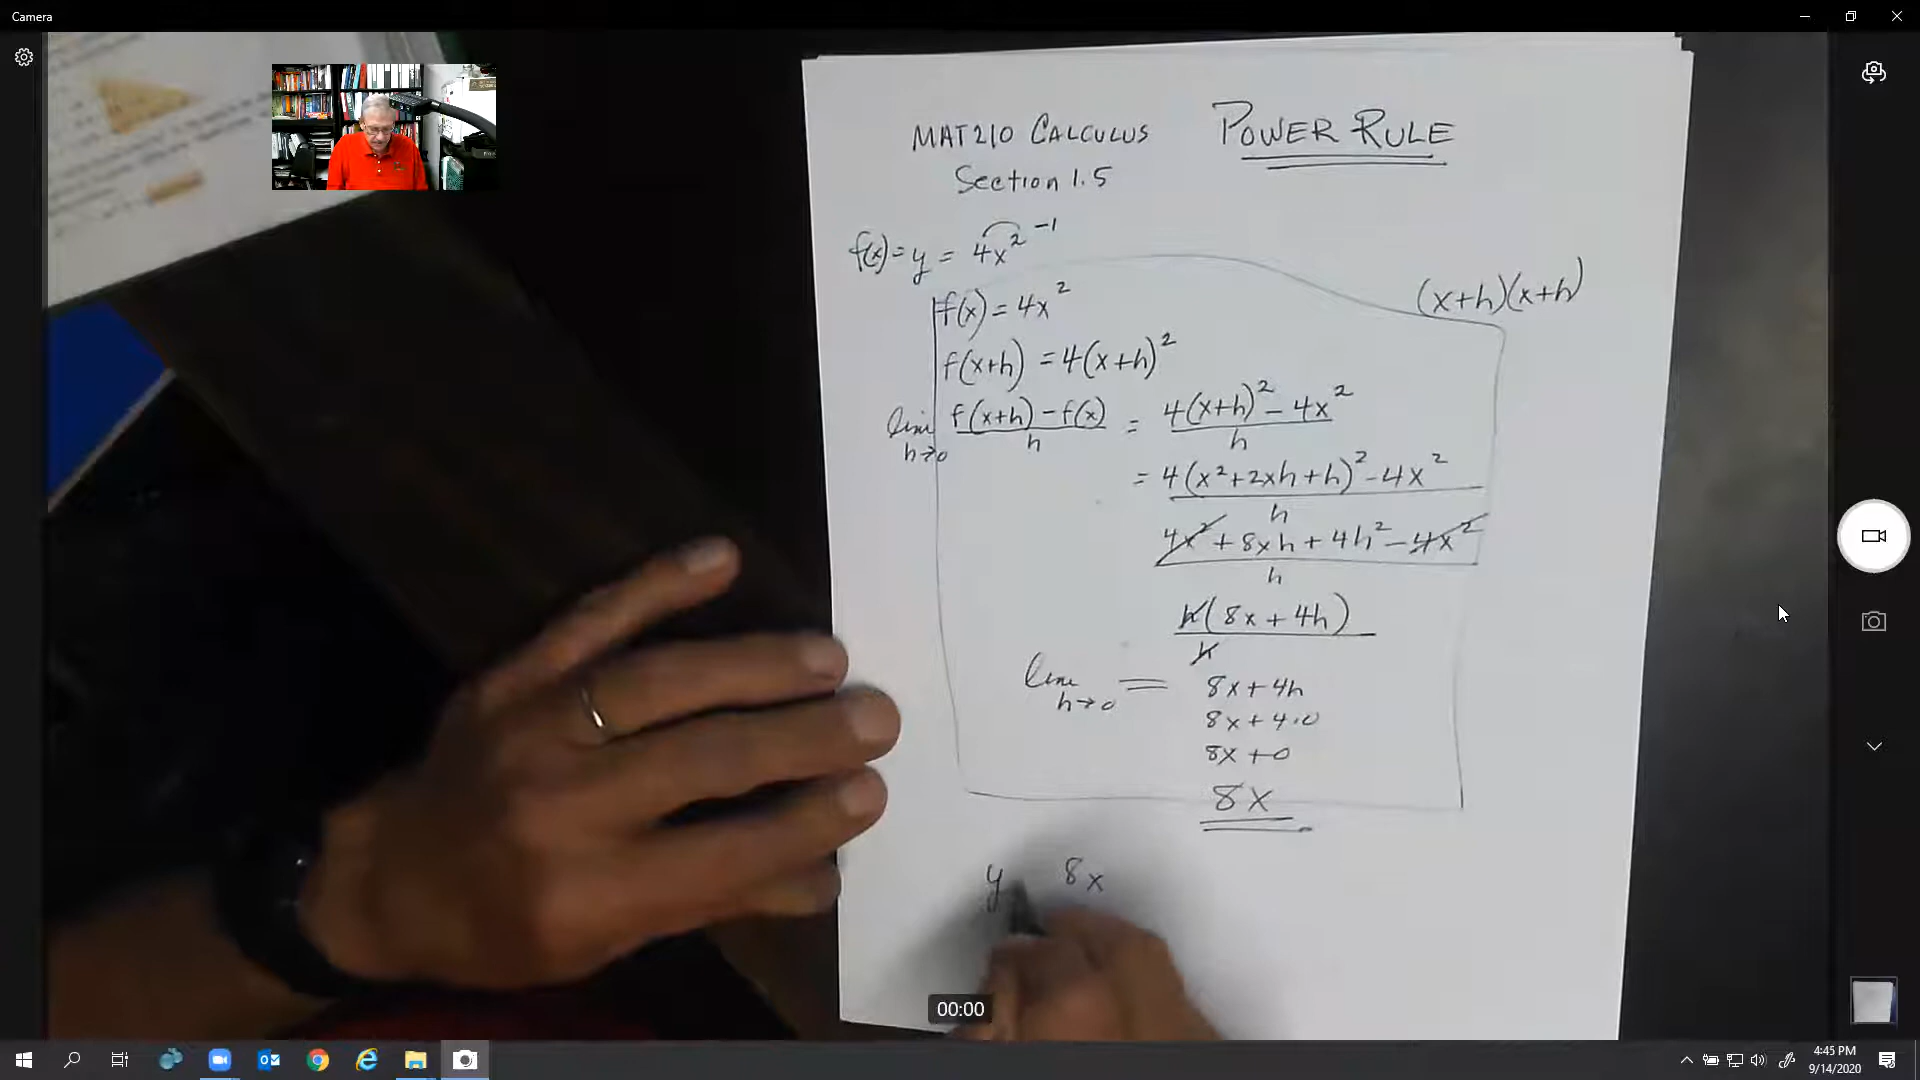 Camera
MAT210 CALCULUS POWER RULE
Section 1.5
f(x) = y = 4x² ⁻¹
f(x) = 4x²
(x+h)(x+h)
f(x+h) = 4(x+h)²
lim h→0 f(x+h) - f(x) / h = 4(x+h)² - 4x² / h
= 4(x² + 2xh + h)² - 4x² / h
4x² + 8xh + 4h² - 4x² / h
h(8x + 4h) / h
lim h→0 = 8x + 4h
8x + 4·0
8x + 0
8x
y 8x
00:00
4:45 PM
9/14/2020